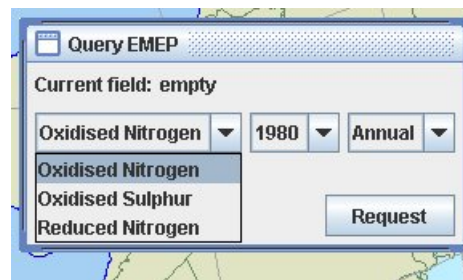 Query EMEP
Current field: empty
Oxidised Nitrogen 1980 Annual
Oxidised Nitrogen
Oxidised Sulphur
Reduced Nitrogen
Request